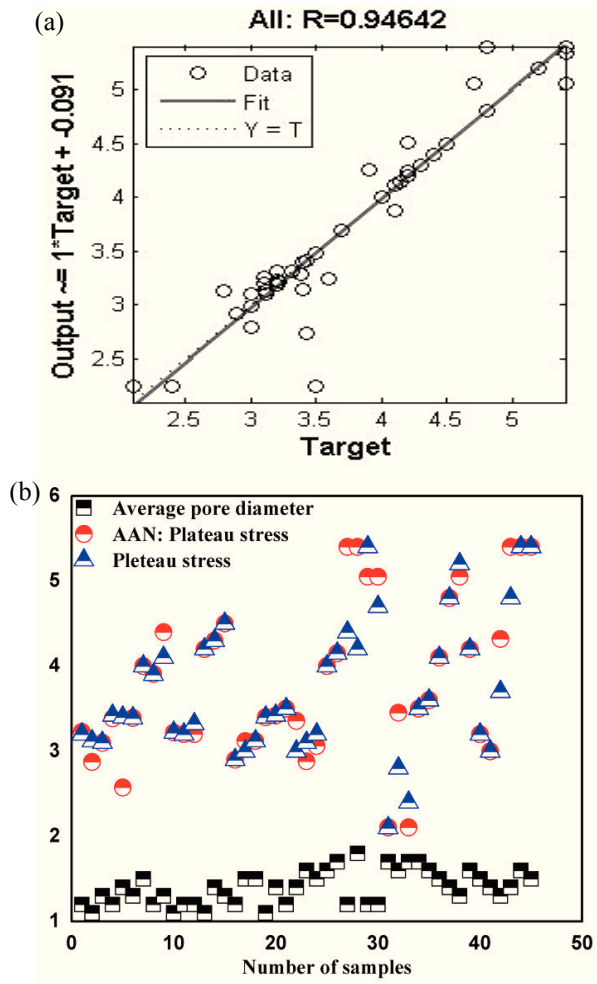 (a)
All: R=0.94642
Output ~= 1*Target + -0.091
5
4.5
4
3.5
3
2.5
Data
Fit
Y = T
2.5 3 3.5 4 4.5 5
Target
(b)
6
5
4
3
2
1
Average pore diameter
AAN: Plateau stress
Pleteau stress
0 10 20 30 40 50
Number of samples